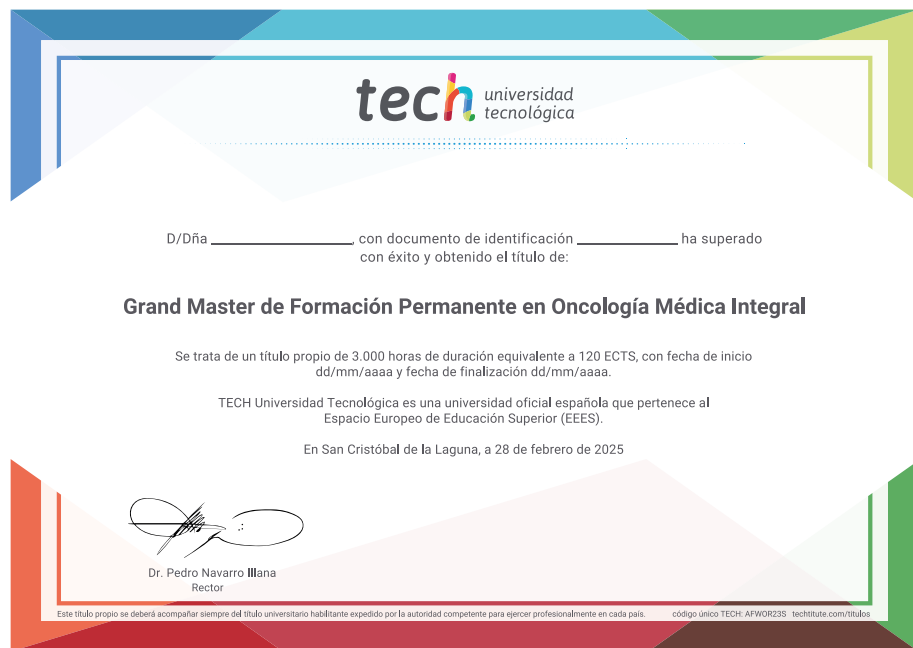 tech universidad
tecnológica
D/Dña ____________________, con documento de identificación ______________ ha superado
con éxito y obtenido el título de:
Grand Master de Formación Permanente en Oncología Médica Integral
Se trata de un título propio de 3.000 horas de duración equivalente a 120 ECTS, con fecha de inicio
dd/mm/aaaa y fecha de finalización dd/mm/aaaa.
TECH Universidad Tecnológica es una universidad oficial española que pertenece al
Espacio Europeo de Educación Superior (EEES).
En San Cristóbal de la Laguna, a 28 de febrero de 2025
Dr. Pedro Navarro Illana
Rector
Este título propio se deberá acompañar siempre del título universitario habilitante expedido por la autoridad competente para ejercer profesionalmente en cada país. código único TECH: AFWOR23S techtitute.com/titulos